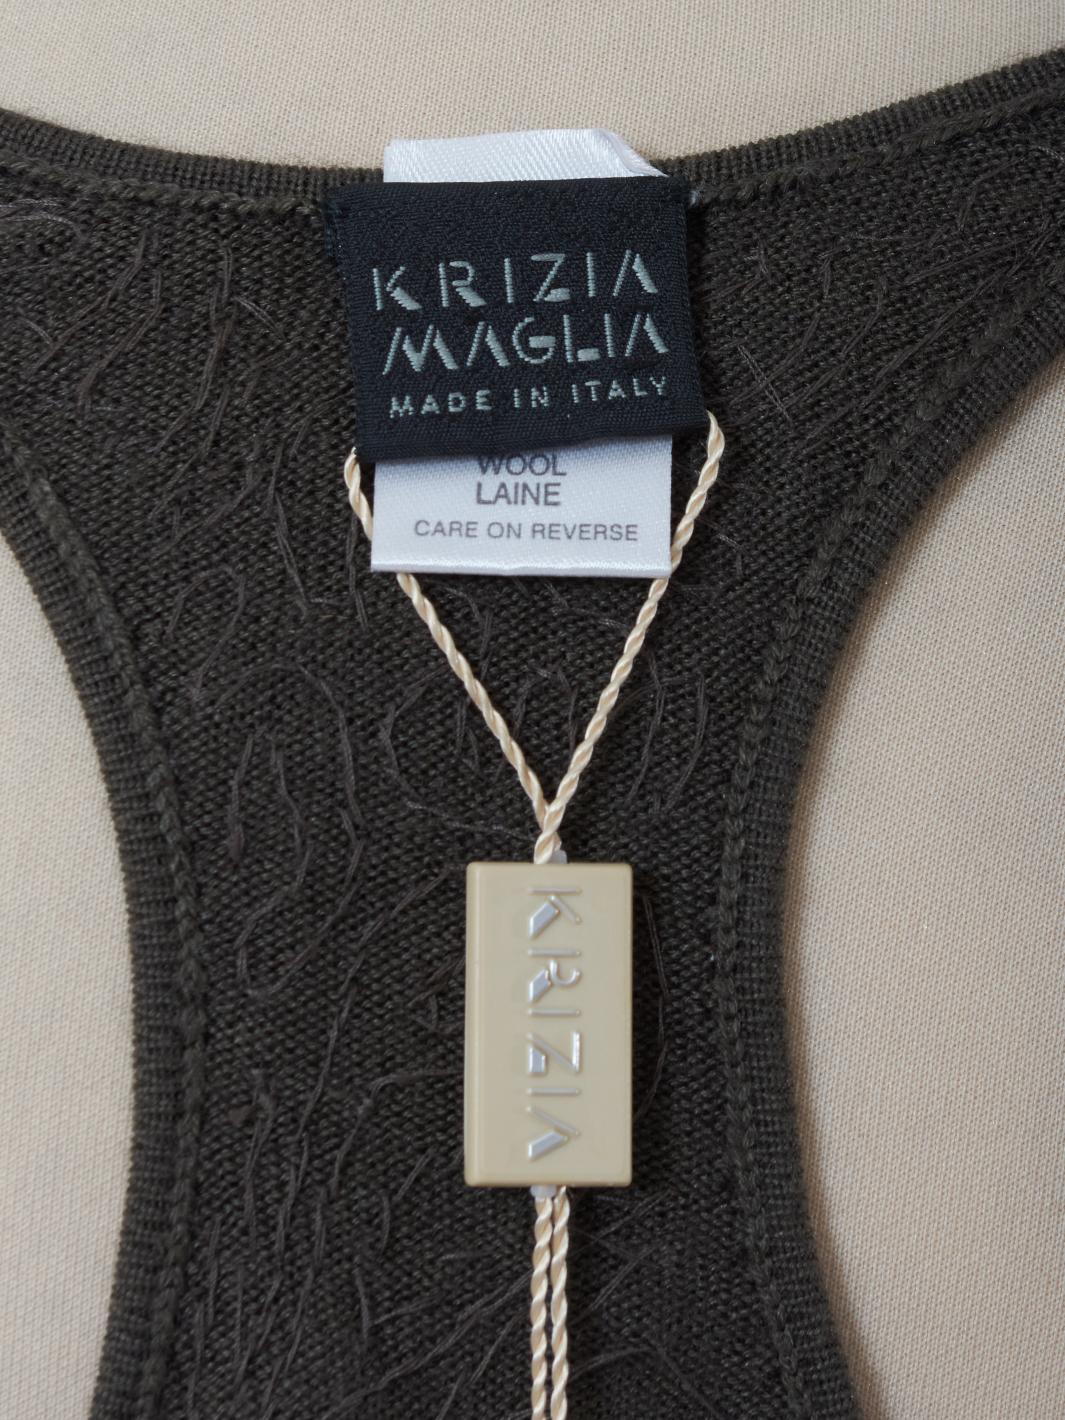 KRIZIA
MAGLIA
MADE IN ITALY
WOOL
LAINE
CARE ON REVERSE
KRIZIA